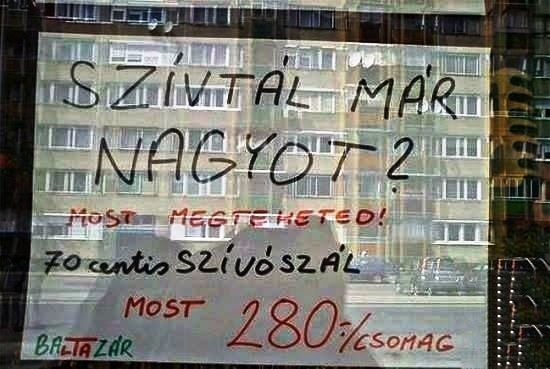 SZÍVTÁL MÁR
NAGYOT?
MOST MEGTEHETED!
70 centis SZÍVÓSZÁL
MOST 280.-/CSOMAG
BALTAZÁR